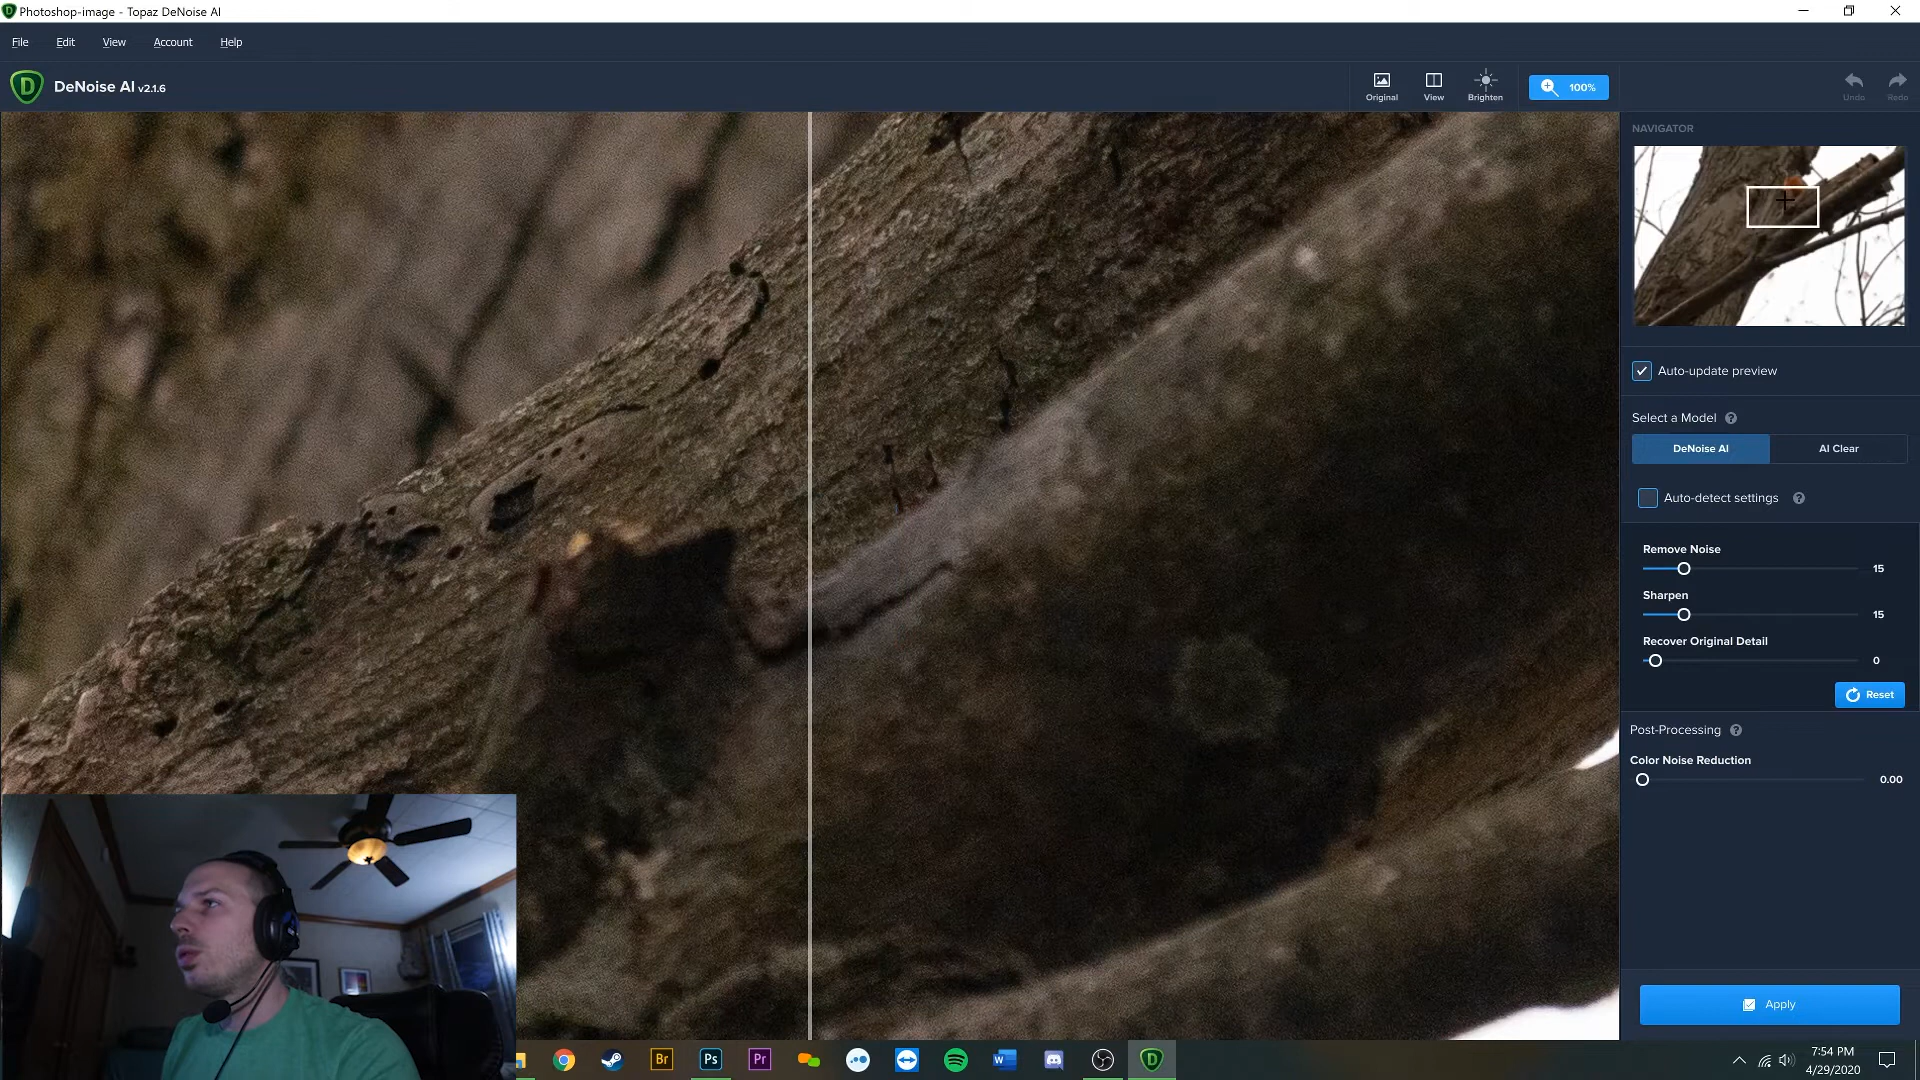 Photoshop-image - Topaz DeNoise AI
File Edit View Account Help
DeNoise AI v2.1.6
Original View Brighten 100% Undo Redo
NAVIGATOR
Auto-update preview
Select a Model ?
DeNoise AI AI Clear
Auto-detect settings ?
Remove Noise
15
Sharpen
15
Recover Original Detail
0
Reset
Post-Processing ?
Color Noise Reduction
0.00
Apply
Br Ps Pr W D
7:54 PM
4/29/2020